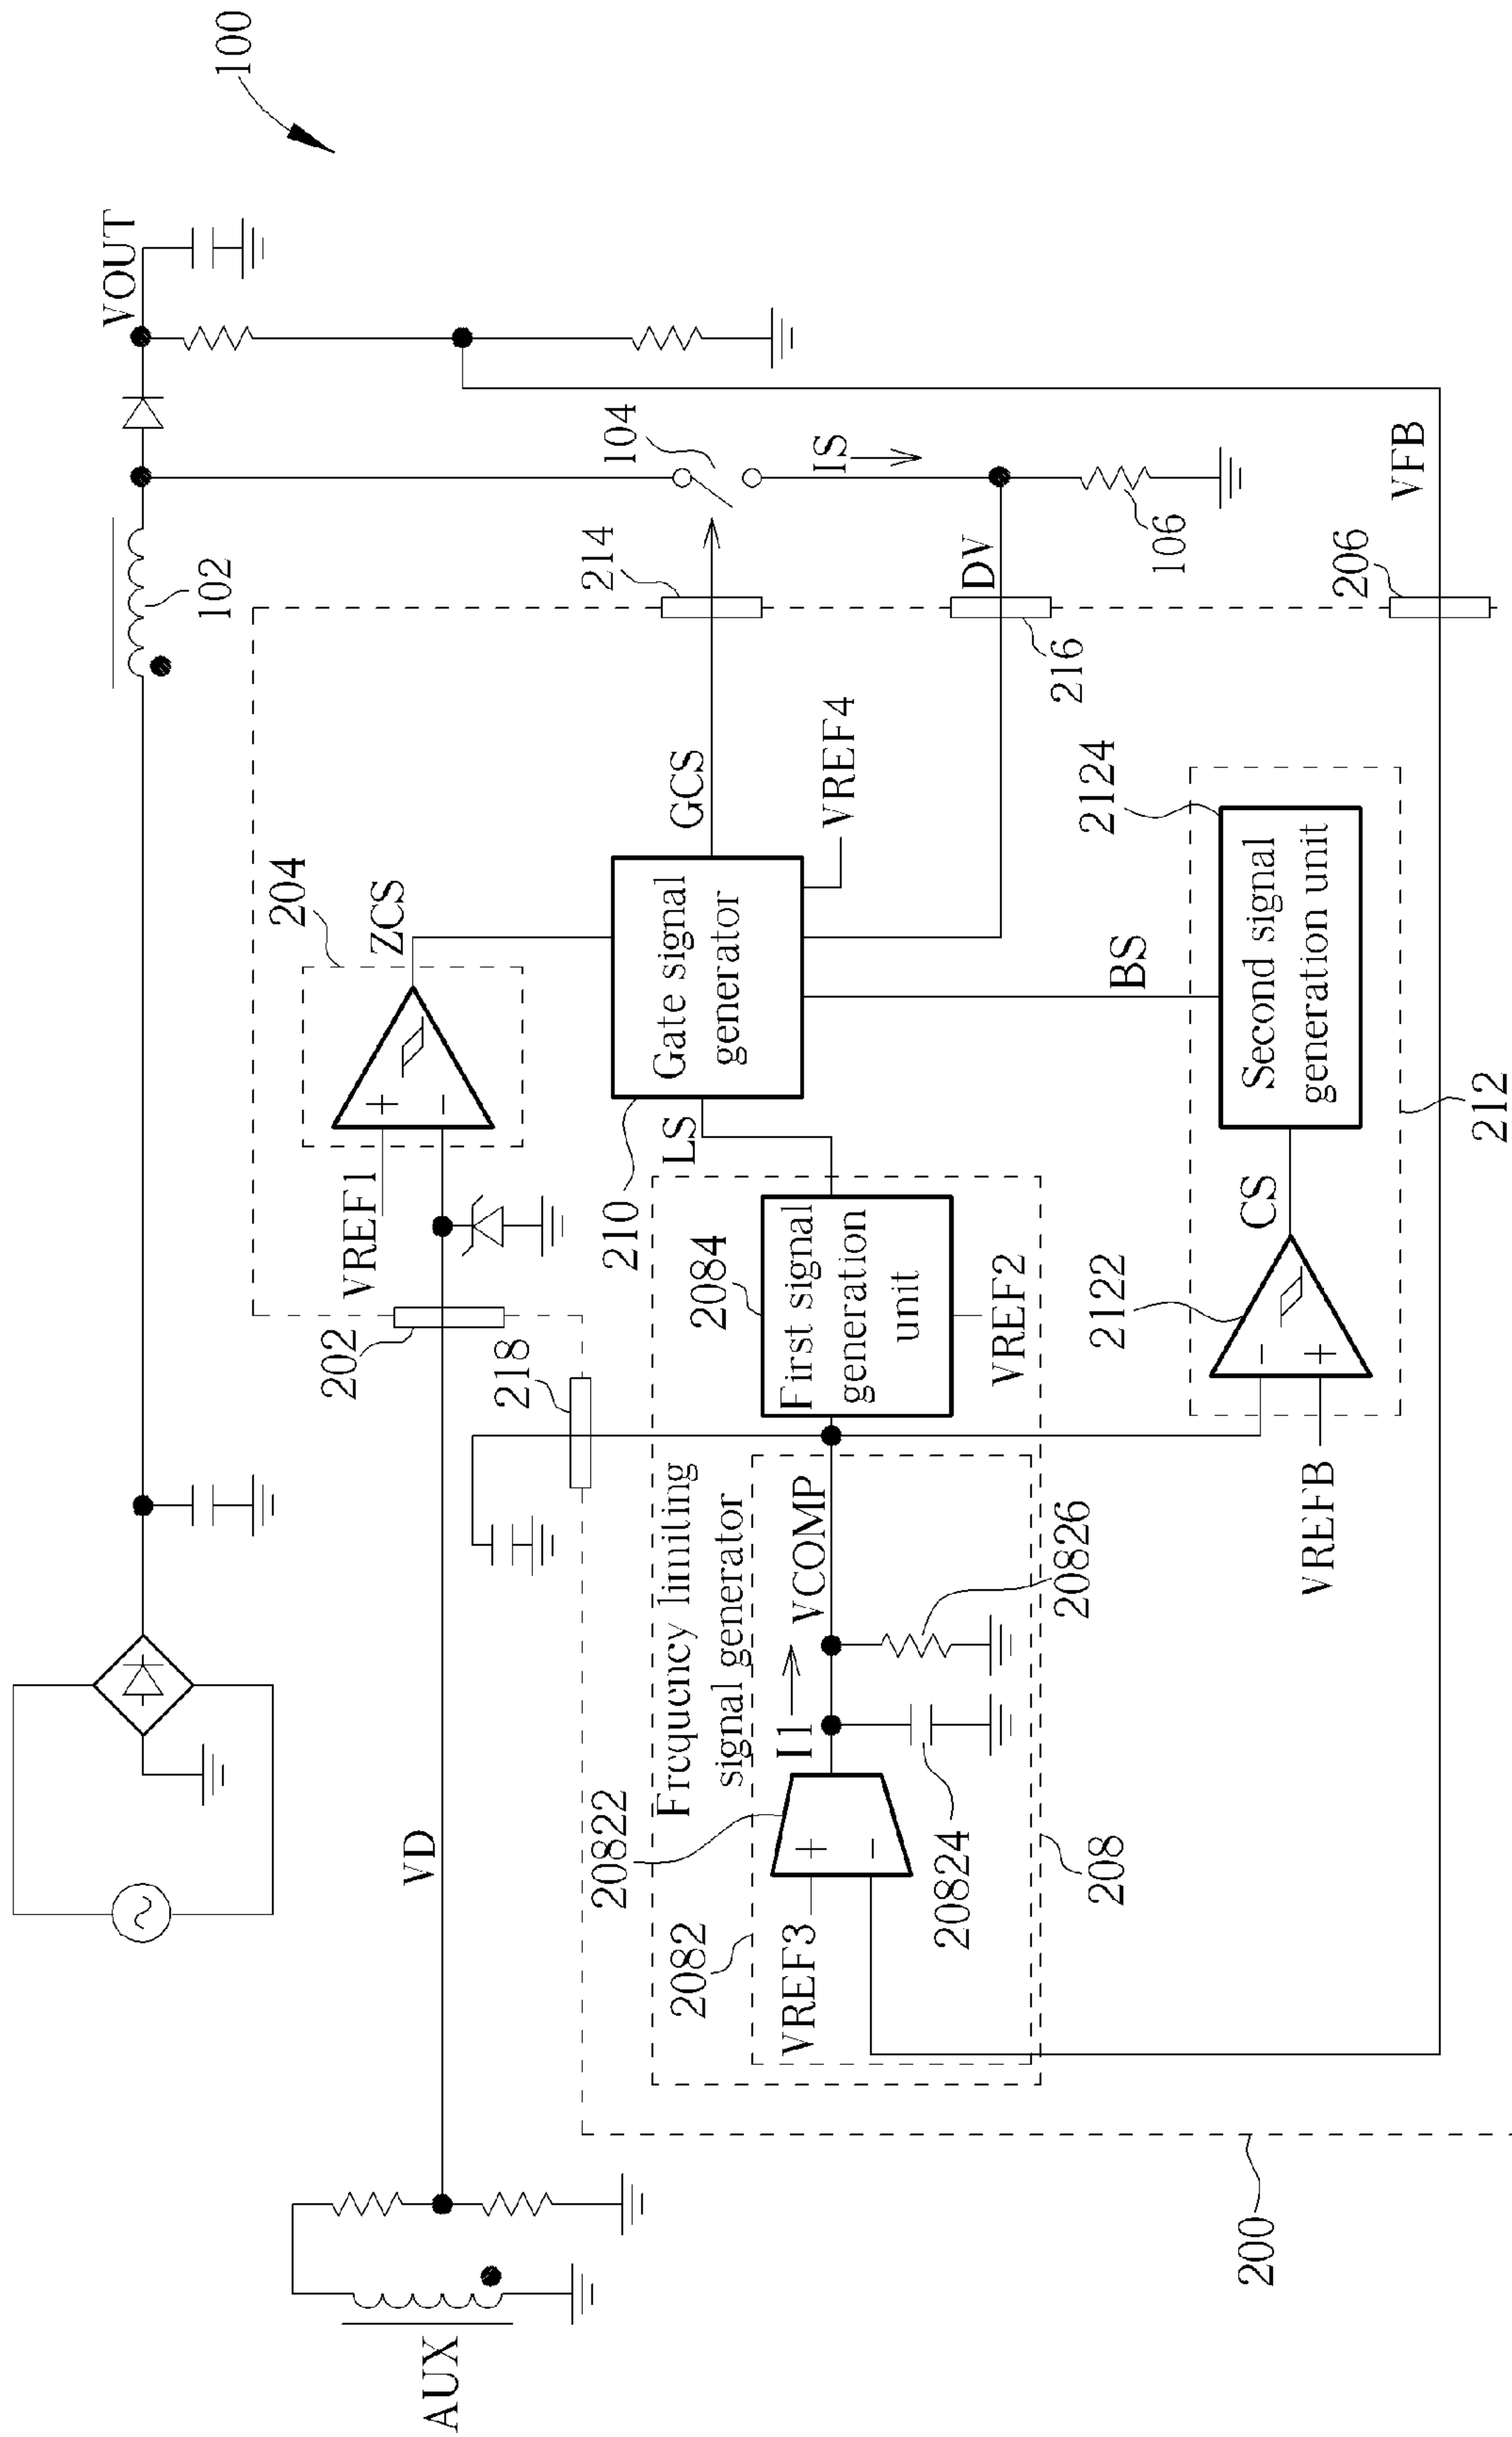 100
VOUT
102
104
IS
106
VFB
206
214
DV
216
GCS
VREF4
204
ZCS
VREF1
202
218
VD
AUX
Gate signal
generator
210
LS
BS
2124
Second signal
generation unit
212
CS
2122
VREFB
2084
First signal
generation
unit
VREF2
Frequency limiting
signal generator
VCOMP
I1
20826
20824
20822
2082
VREF3
208
200